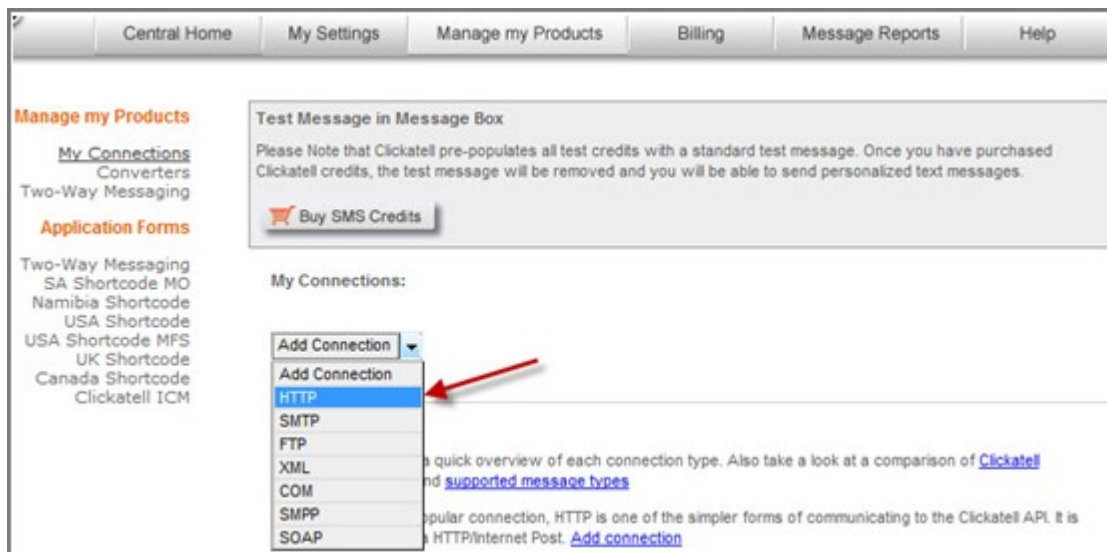 Central Home My Settings Manage my Products Billing Message Reports Help
Manage my Products
My Connections
Converters
Two-Way Messaging
Application Forms
Two-Way Messaging
SA Shortcode MO
Namibia Shortcode
USA Shortcode
USA Shortcode MFS
UK Shortcode
Canada Shortcode
Clickatell ICM
Test Message in Message Box
Please Note that Clickatell pre-populates all test credits with a standard test message. Once you have purchased
Clickatell credits, the test message will be removed and you will be able to send personalized text messages.
Buy SMS Credits
My Connections:
Add Connection
Add Connection
HTTP
SMTP
FTP
XML
COM
SMPP
SOAP
a quick overview of each connection type. Also take a look at a comparison of Clickatell
nd supported message types
opular connection, HTTP is one of the simpler forms of communicating to the Clickatell API. It is
a HTTP/Internet Post. Add connection